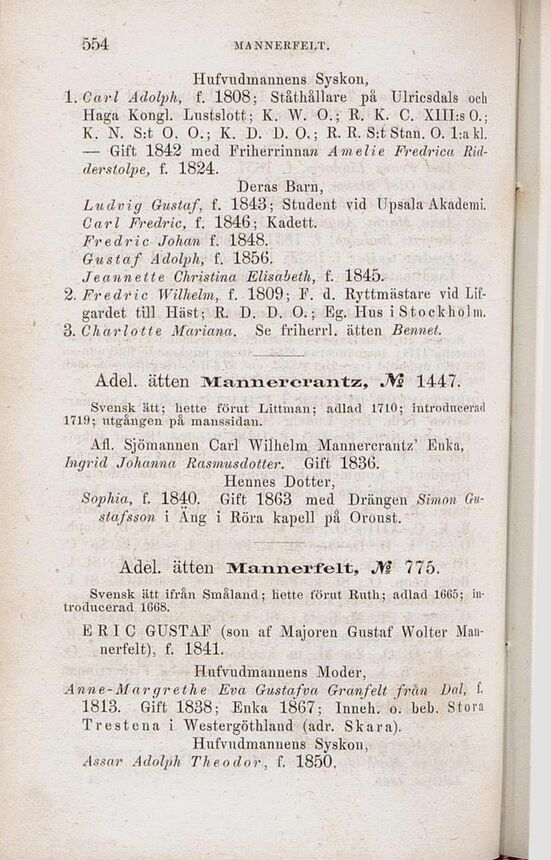 554 MANNERFELT.
Hufvudmannens Syskon,
1. Carl Adolph, f. 1808; Ståthållare på Ulricsdals och
Haga Kongl. Lustslott; K. W. O.; R. K. C. XIII:s O.;
K. N. S:t O. O.; K. D. D. O.; R. R. S:t Stan. O. 1:a kl.
— Gift 1842 med Friherrinnan Amelie Fredrica Rid-
derstolpe, f. 1824.
Deras Barn,
Ludvig Gustaf, f. 1843; Student vid Upsala Akademi.
Carl Fredric, f. 1846; Kadett.
Fredric Johan f. 1848.
Gustaf Adolph, f. 1856.
Jeannette Christina Elisabeth, f. 1845.
2. Fredric Wilhelm, f. 1809; F. d. Ryttmästare vid Lif-
gardet till Häst; R. D. D. O.; Eg. Hus i Stockholm.
3. Charlotte Mariana. Se friherrl. ätten Bennet.
Adel. ätten Mannercrantz, № 1447.
Svensk ätt; hette förut Littman; adlad 1710; introducerad
1719; utgången på manssidan.
Afl. Sjömannen Carl Wilhelm Mannercrantz' Enka,
Ingrid Johanna Rasmusdotter. Gift 1836.
Hennes Dotter,
Sophia, f. 1840. Gift 1863 med Drängen Simon Gu-
stafsson i Äng i Röra kapell på Oroust.
Adel. ätten Mannerfelt, № 775.
Svensk ätt ifrån Småland; hette förut Ruth; adlad 1665; in-
troducerad 1668.
ERIC GUSTAF (son af Majoren Gustaf Wolter Man-
nerfelt), f. 1841.
Hufvudmannens Moder,
Anne-Margrethe Eva Gustafva Granfelt från Dal, f.
1813. Gift 1838; Enka 1867; Inneh. o. beb. Stora
Trestena i Westergöthland (adr. Skara).
Hufvudmannens Syskon,
Assar Adolph Theodor, f. 1850.